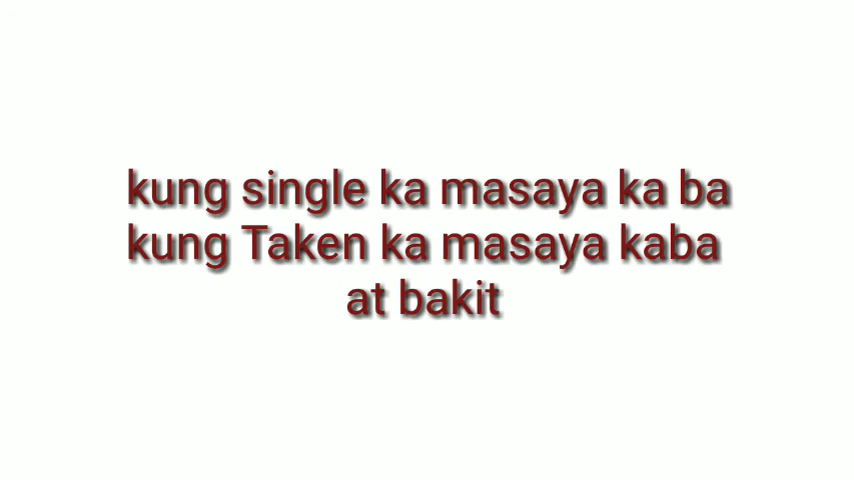 kung single ka masaya ka ba
kung Taken ka masaya kaba
at bakit